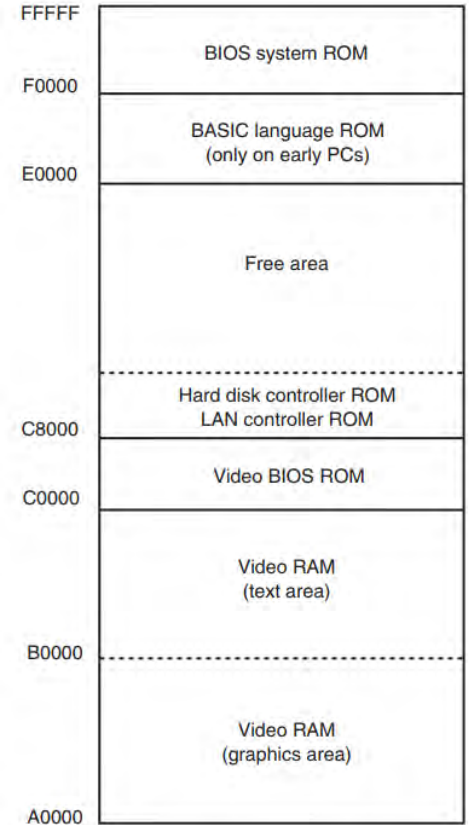 FFFFF
BIOS system ROM
F0000
BASIC language ROM
(only on early PCs)
E0000
Free area
Hard disk controller ROM
LAN controller ROM
C8000
Video BIOS ROM
C0000
Video RAM
(text area)
B0000
Video RAM
(graphics area)
A0000